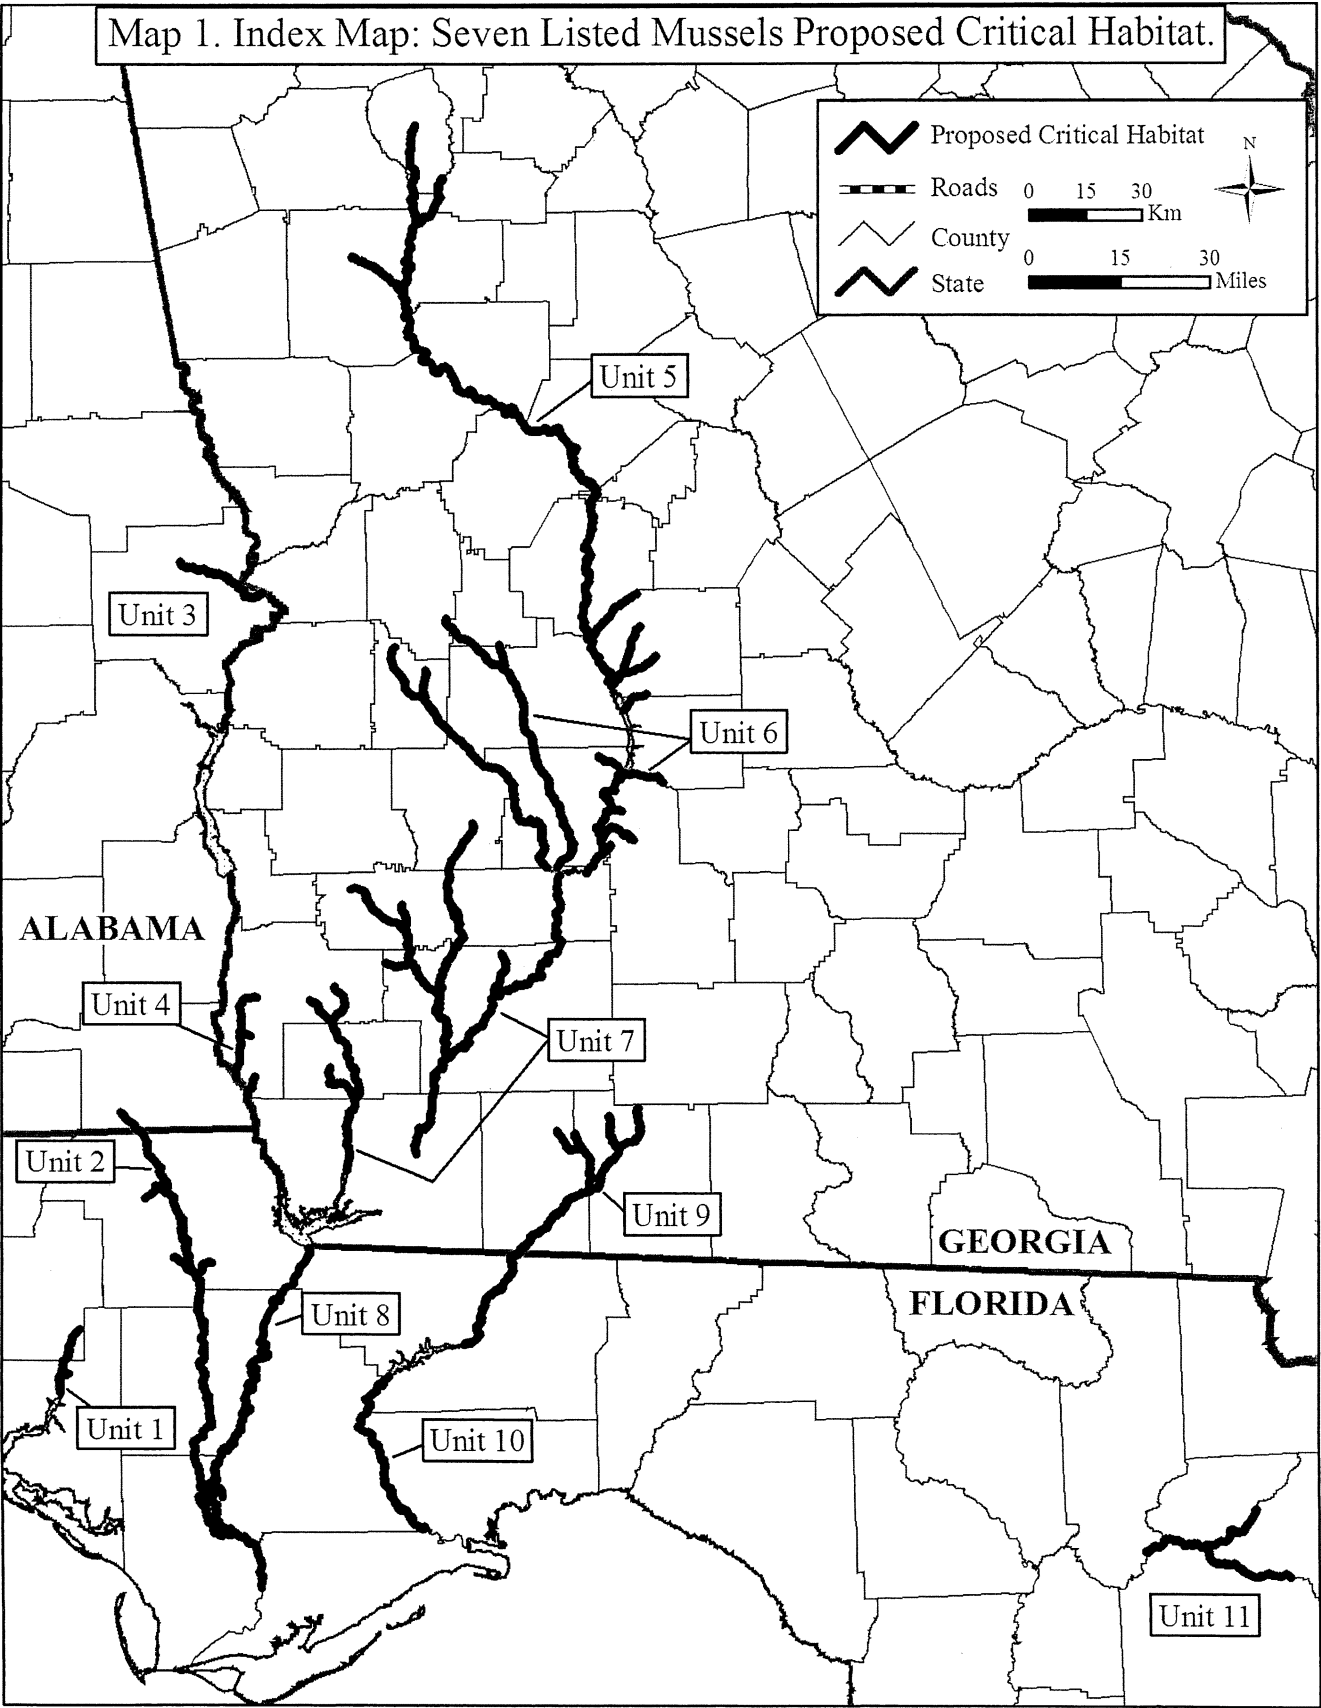 Map 1. Index Map: Seven Listed Mussels Proposed Critical Habitat.
Proposed Critical Habitat
N
Roads
0 15 30
Km
County
0 15 30
State
Miles
Unit 5
Unit 3
Unit 6
ALABAMA
Unit 4
Unit 7
Unit 2
Unit 9
GEORGIA
FLORIDA
Unit 8
Unit 1
Unit 10
Unit 11